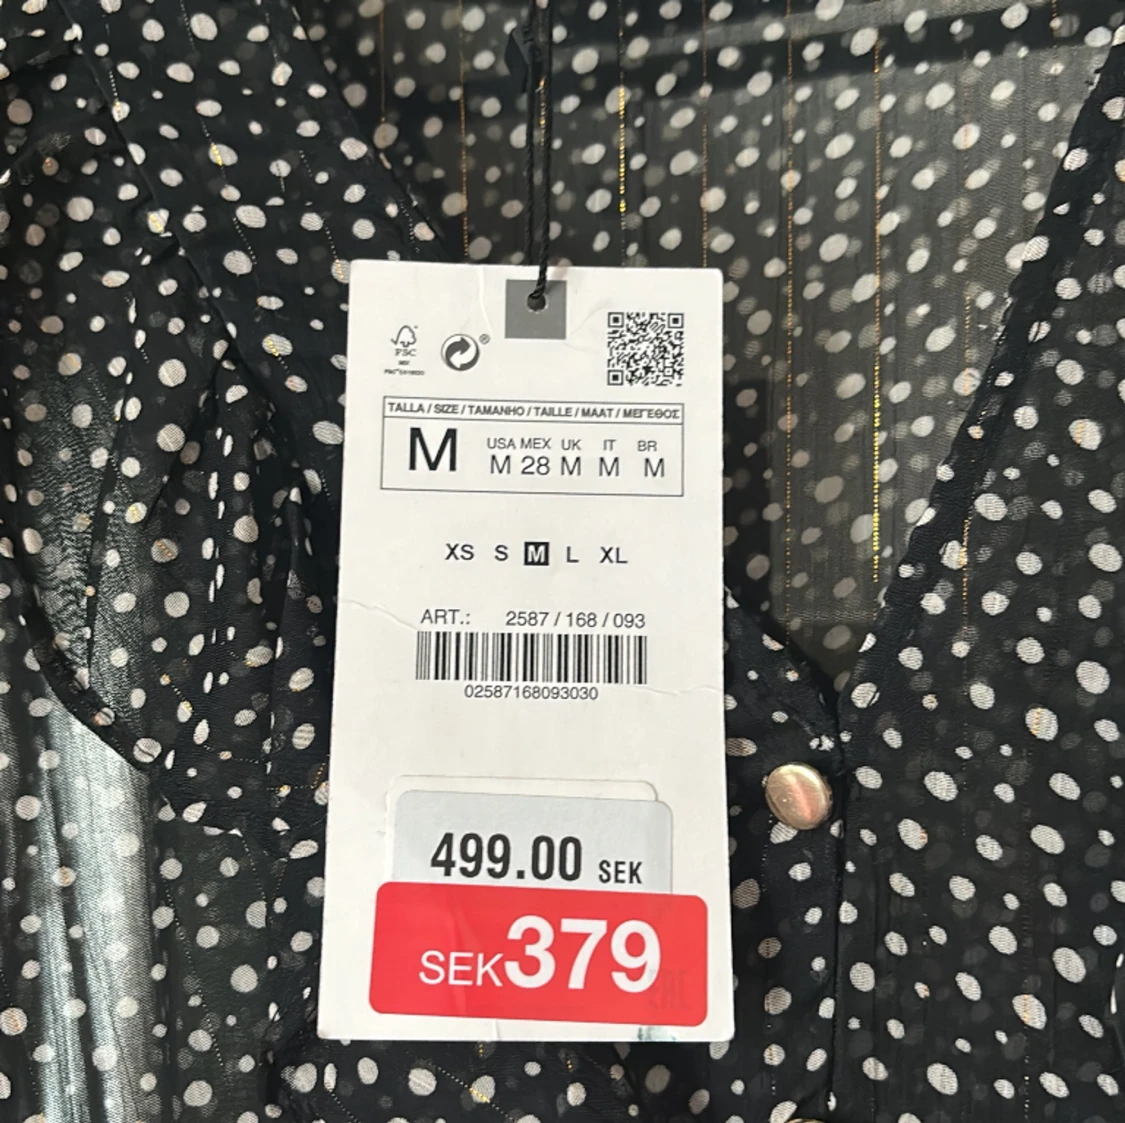 ®
FSC
TALLA / SIZE / TAMANHO / TAILLE / MAAT / ΜΕΓΕΘΟΣ
M
USA MEX UK IT BR
M 28 M M M
XS S M L XL
ART.: 2587 / 168 / 093
02587168093030
499.00 SEK
SEK379